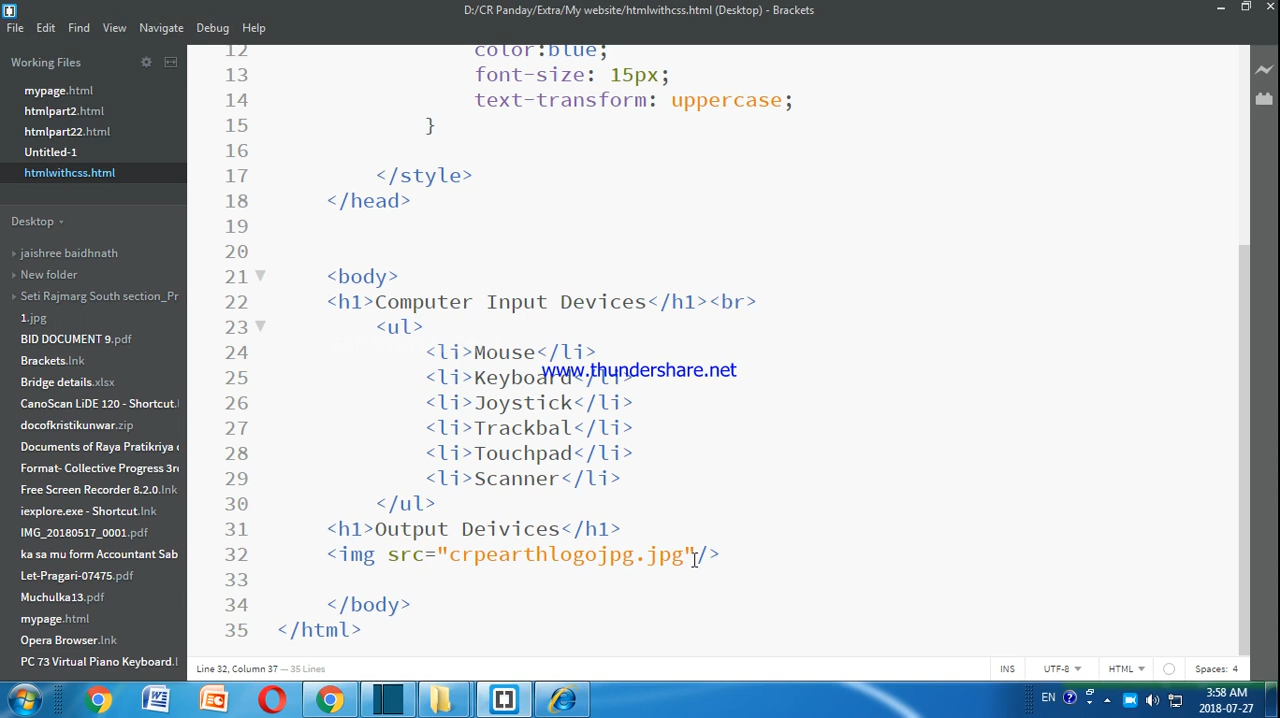 D:/CR Panday/Extra/My website/htmlwithcss.html (Desktop) - Brackets
File Edit Find View Navigate Debug Help
Working Files
mypage.html
htmlpart2.html
htmlpart22.html
Untitled-1
htmlwithcss.html
Desktop
jaishree baidhnath
New folder
Seti Rajmarg South section_Pr
1.jpg
BID DOCUMENT 9.pdf
Brackets.lnk
Bridge details.xlsx
CanoScan LiDE 120 - Shortcut.l
docofkristikunwar.zip
Documents of Raya Pratikriya
Format- Collective Progress 3r
Free Screen Recorder 8.2.0.lnk
iexplore.exe - Shortcut.lnk
IMG_20180517_0001.pdf
ka sa mu form Accountant Sab
Let-Pragari-07475.pdf
Muchulka13.pdf
mypage.html
Opera Browser.lnk
PC 73 Virtual Piano Keyboard.l
12 color:blue;
13 font-size: 15px;
14 text-transform: uppercase;
15 }
16
17 </style>
18 </head>
19
20
21 <body>
22 <h1>Computer Input Devices</h1><br>
23 <ul>
24 <li>Mouse</li>
25 <li>Keyboard</li>
www.thundershare.net
26 <li>Joystick</li>
27 <li>Trackbal</li>
28 <li>Touchpad</li>
29 <li>Scanner</li>
30 </ul>
31 <h1>Output Deivices</h1>
32 <img src="crpearthlogojpg.jpg"/>
33
34 </body>
35 </html>
Line 32, Column 37 — 35 Lines
INS UTF-8 HTML Spaces: 4
EN 3:58 AM
2018-07-27